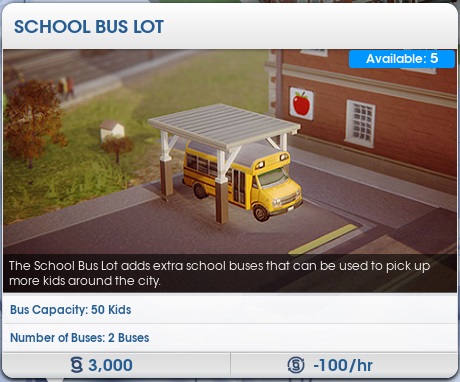 SCHOOL BUS LOT
Available: 5
The School Bus Lot adds extra school buses that can be used to pick up
more kids around the city.
Bus Capacity: 50 Kids
Number of Buses: 2 Buses
3,000
-100/hr